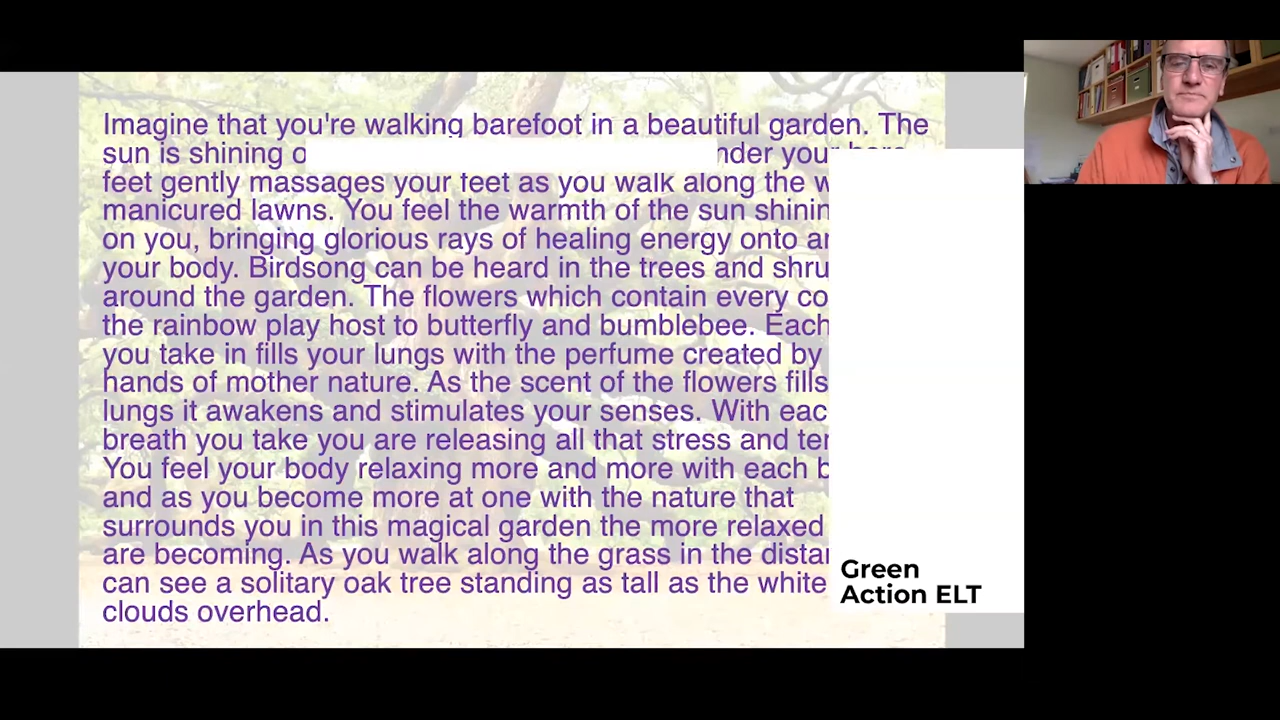 Imagine that you're walking barefoot in a beautiful garden. The
sun is shining your
feet gently massages your feet as you walk along the
manicured lawns. You feel the warmth of the sun
on you, bringing glorious rays of healing energy onto
your body. Birdsong can be heard in the trees and
around the garden. The flowers which contain every
the rainbow play host to butterfly and bumblebee. Each
you take in fills your lungs with the perfume created by
hands of mother nature. As the scent of the flowers fills
lungs it awakens and stimulates your senses. With
breath you take you are releasing all that stress and
You feel your body relaxing more and more with each
and as you become more at one with the nature that
surrounds you in this magical garden the more relaxed
are becoming. As you walk along the grass in the
can see a solitary oak tree standing as tall as the white
clouds overhead.
Green
Action ELT